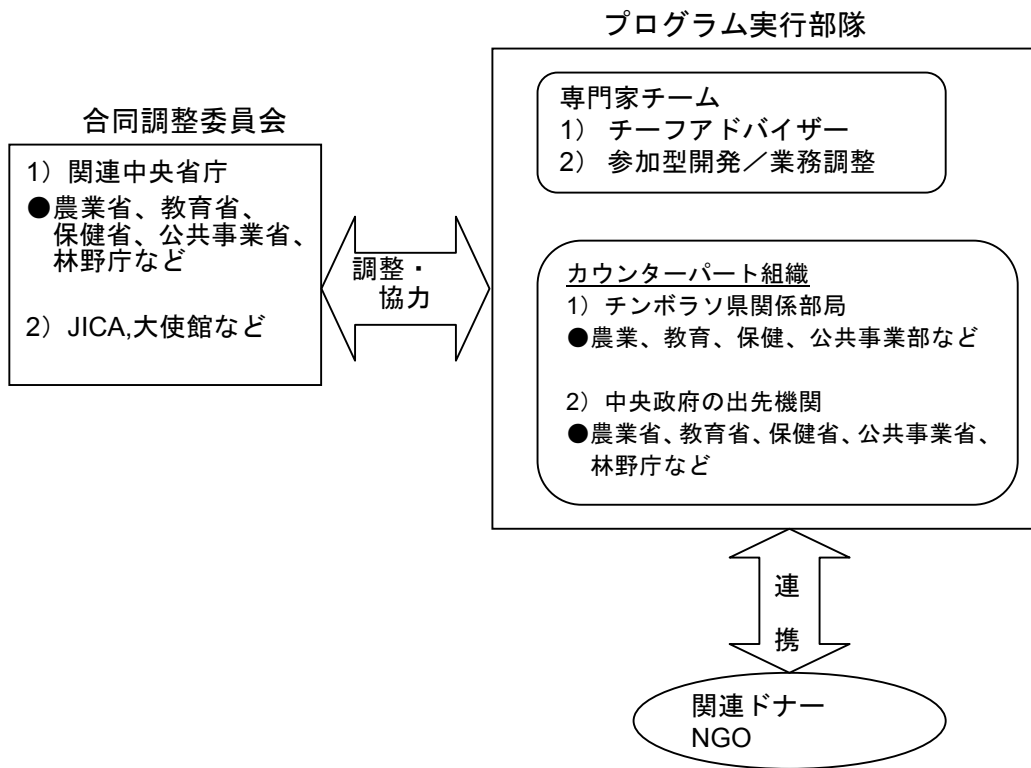 プログラム実行部隊
合同調整委員会
1）関連中央省庁
●農業省、教育省、
保健省、公共事業省、
林野庁など
2）JICA,大使館など
調整・
協力
専門家チーム
1） チーフアドバイザー
2） 参加型開発／業務調整
カウンターパート組織
1）チンボラソ県関係部局
●農業、教育、保健、公共事業部など
2）中央政府の出先機関
●農業省、教育省、保健省、公共事業省、
林野庁など
連
携
関連ドナー
NGO